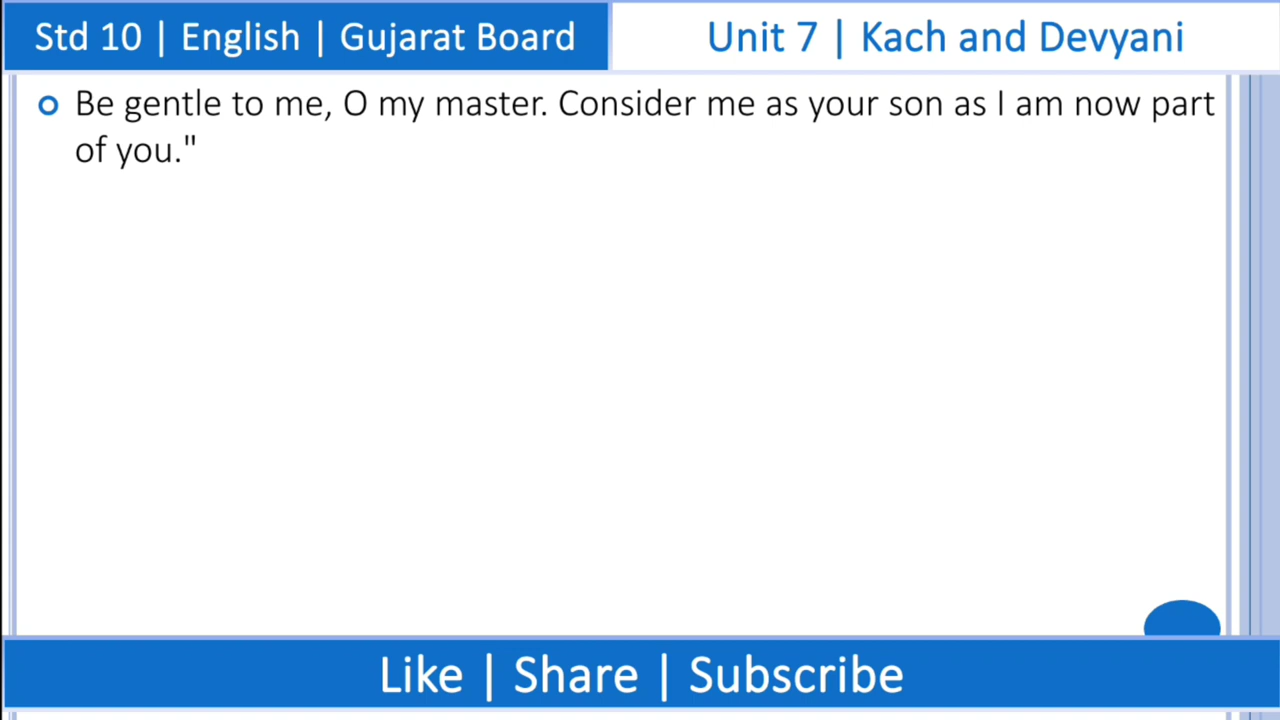 Std 10 | English | Gujarat Board
Unit 7 | Kach and Devyani
Be gentle to me, O my master. Consider me as your son as I am now part
of you."
Like | Share | Subscribe